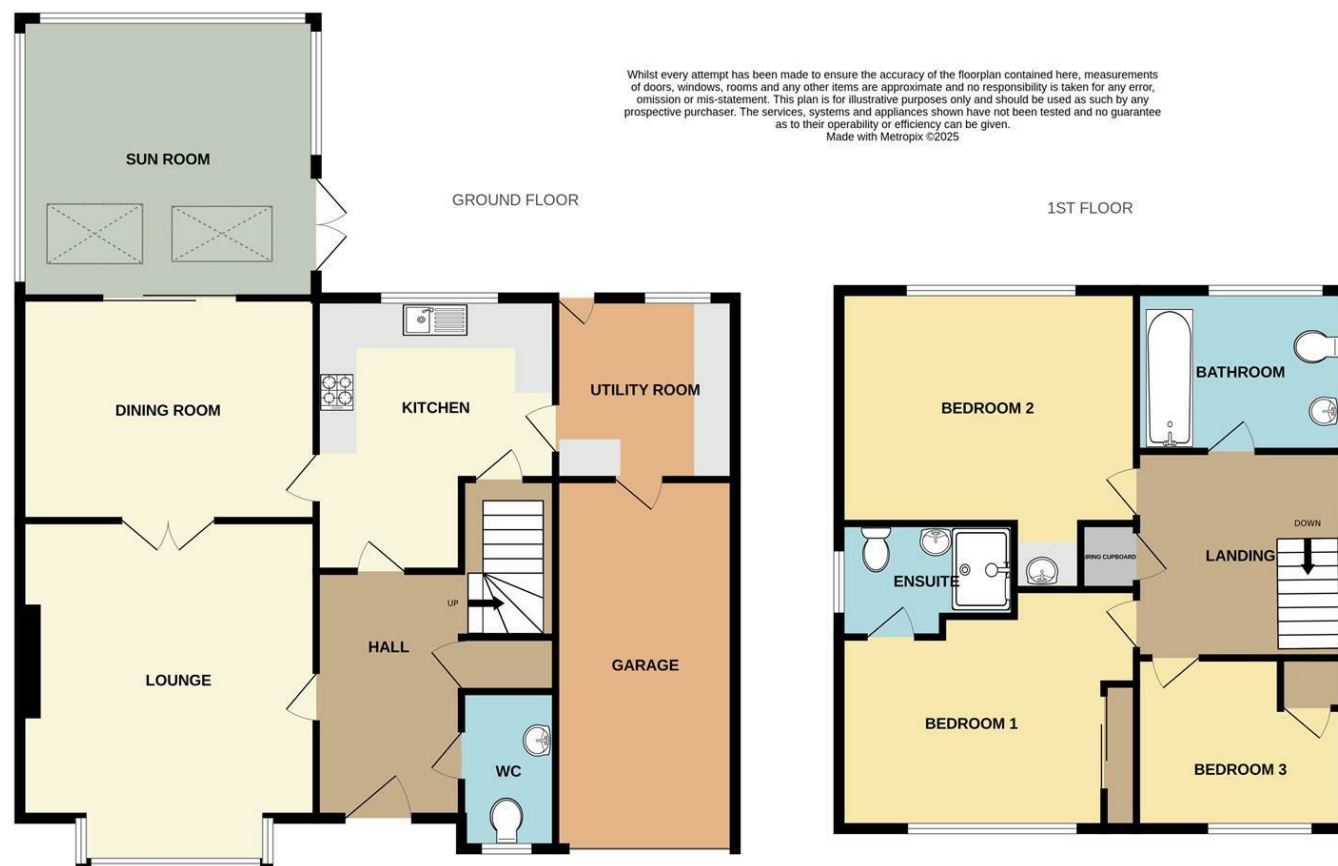 Whilst every attempt has been made to ensure the accuracy of the floorplan contained here, measurements
of doors, windows, rooms and any other items are approximate and no responsibility is taken for any error,
omission or mis-statement. This plan is for illustrative purposes only and should be used as such by any
prospective purchaser. The services, systems and appliances shown have not been tested and no guarantee
as to their operability or efficiency can be given.
Made with Metropix ©2025
GROUND FLOOR
SUN ROOM
DINING ROOM
KITCHEN
UTILITY ROOM
UP
HALL
LOUNGE
GARAGE
WC
1ST FLOOR
BATHROOM
BEDROOM 2
DOWN
CUPBOARD
LANDING
ENSUITE
BEDROOM 1
BEDROOM 3